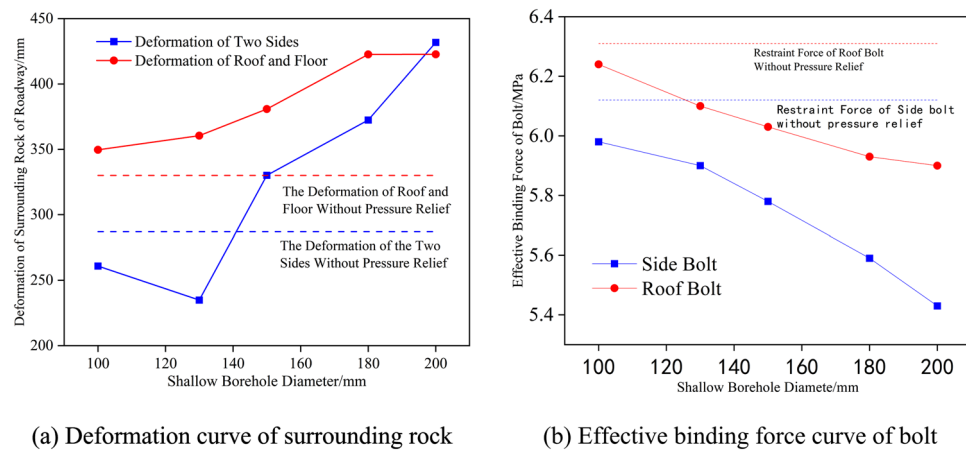 Deformation of Surrounding Rock of Roadway/mm
450
400
350
300
250
200
Deformation of Two Sides
Deformation of Roof and Floor
The Deformation of Roof and
Floor Without Pressure Relief
The Deformation of the Two
Sides Without Pressure Relief
100 120 140 160 180 200
Shallow Borehole Diameter/mm
(a) Deformation curve of surrounding rock
Effective Binding Force of Bolt/MPa
6.4
6.2
6.0
5.8
5.6
5.4
Restraint Force of Roof Bolt
Without Pressure Relief
Restraint Force of Side bolt
without pressure relief
Side Bolt
Roof Bolt
100 120 140 160 180 200
Shallow Borehole Diamete/mm
(b) Effective binding force curve of bolt